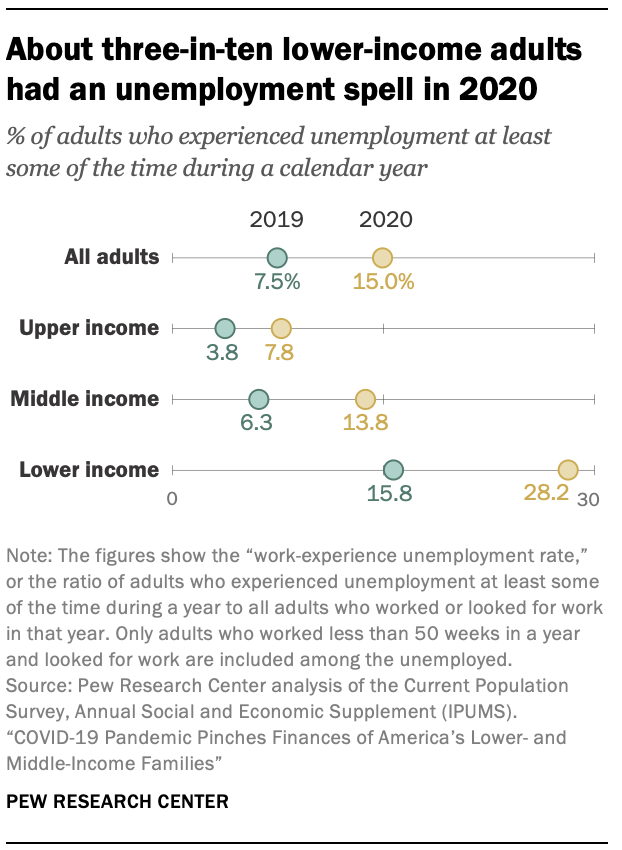 About three-in-ten lower-income adults
had an unemployment spell in 2020
% of adults who experienced unemployment at least
some of the time during a calendar year
2019 2020
All adults
7.5% 15.0%
Upper income
3.8 7.8
Middle income
6.3 13.8
Lower income
15.8 28.2
0 30
Note: The figures show the “work-experience unemployment rate,”
or the ratio of adults who experienced unemployment at least some
of the time during a year to all adults who worked or looked for work
in that year. Only adults who worked less than 50 weeks in a year
and looked for work are included among the unemployed.
Source: Pew Research Center analysis of the Current Population
Survey, Annual Social and Economic Supplement (IPUMS).
“COVID-19 Pandemic Pinches Finances of America’s Lower- and
Middle-Income Families”
PEW RESEARCH CENTER